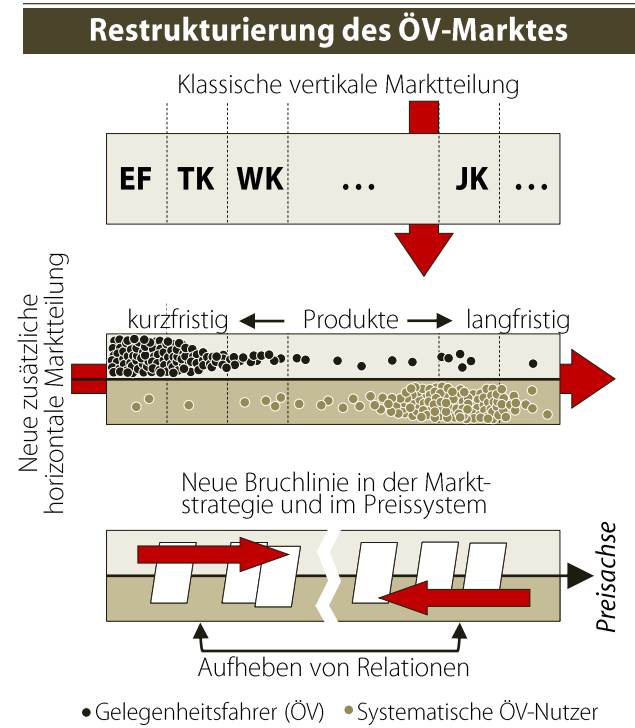 Restrukturierung des ÖV-Marktes
Klassische vertikale Marktteilung
EF TK WK ... JK ...
Neue zusätzliche
horizontale Marktteilung
kurzfristig Produkte langfristig
Neue Bruchlinie in der Markt-
strategie und im Preissystem
Preisachse
Aufheben von Relationen
Gelegenheitsfahrer (ÖV) Systematische ÖV-Nutzer